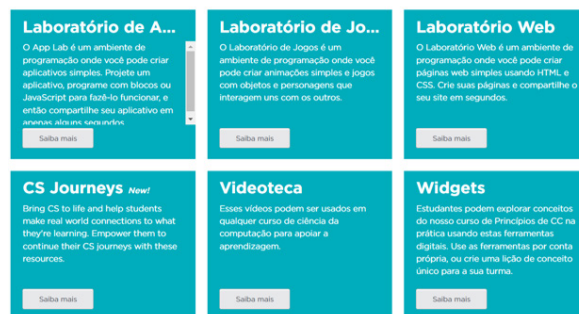 Laboratório de A...
O App Lab é um ambiente de
programação onde você pode criar
aplicativos simples. Projete um
aplicativo, programe com blocos ou
JavaScript para fazê-lo funcionar, e
então compartilhe seu aplicativo em
apenas alguns segundos
Saiba mais
Laboratório de Jo...
O Laboratório de Jogos é um
ambiente de programação onde você
pode criar animações simples e jogos
com objetos e personagens que
interagem uns com os outros.
Saiba mais
Laboratório Web
O Laboratório Web é um ambiente de
programação onde você pode criar
páginas web simples usando HTML e
CSS. Crie suas páginas e compartilhe o
seu site em segundos.
Saiba mais
CS Journeys New!
Bring CS to life and help students
make real world connections to what
they're learning. Empower them to
continue their CS journeys with these
resources.
Saiba mais
Videoteca
Esses vídeos podem ser usados em
qualquer curso de ciência da
computação para apoiar a
aprendizagem.
Saiba mais
Widgets
Estudantes podem explorar conceitos
do nosso curso de Princípios de CC na
prática usando estas ferramentas
digitais. Use as ferramentas por conta
própria, ou crie uma lição de conceito
único para a sua turma.
Saiba mais